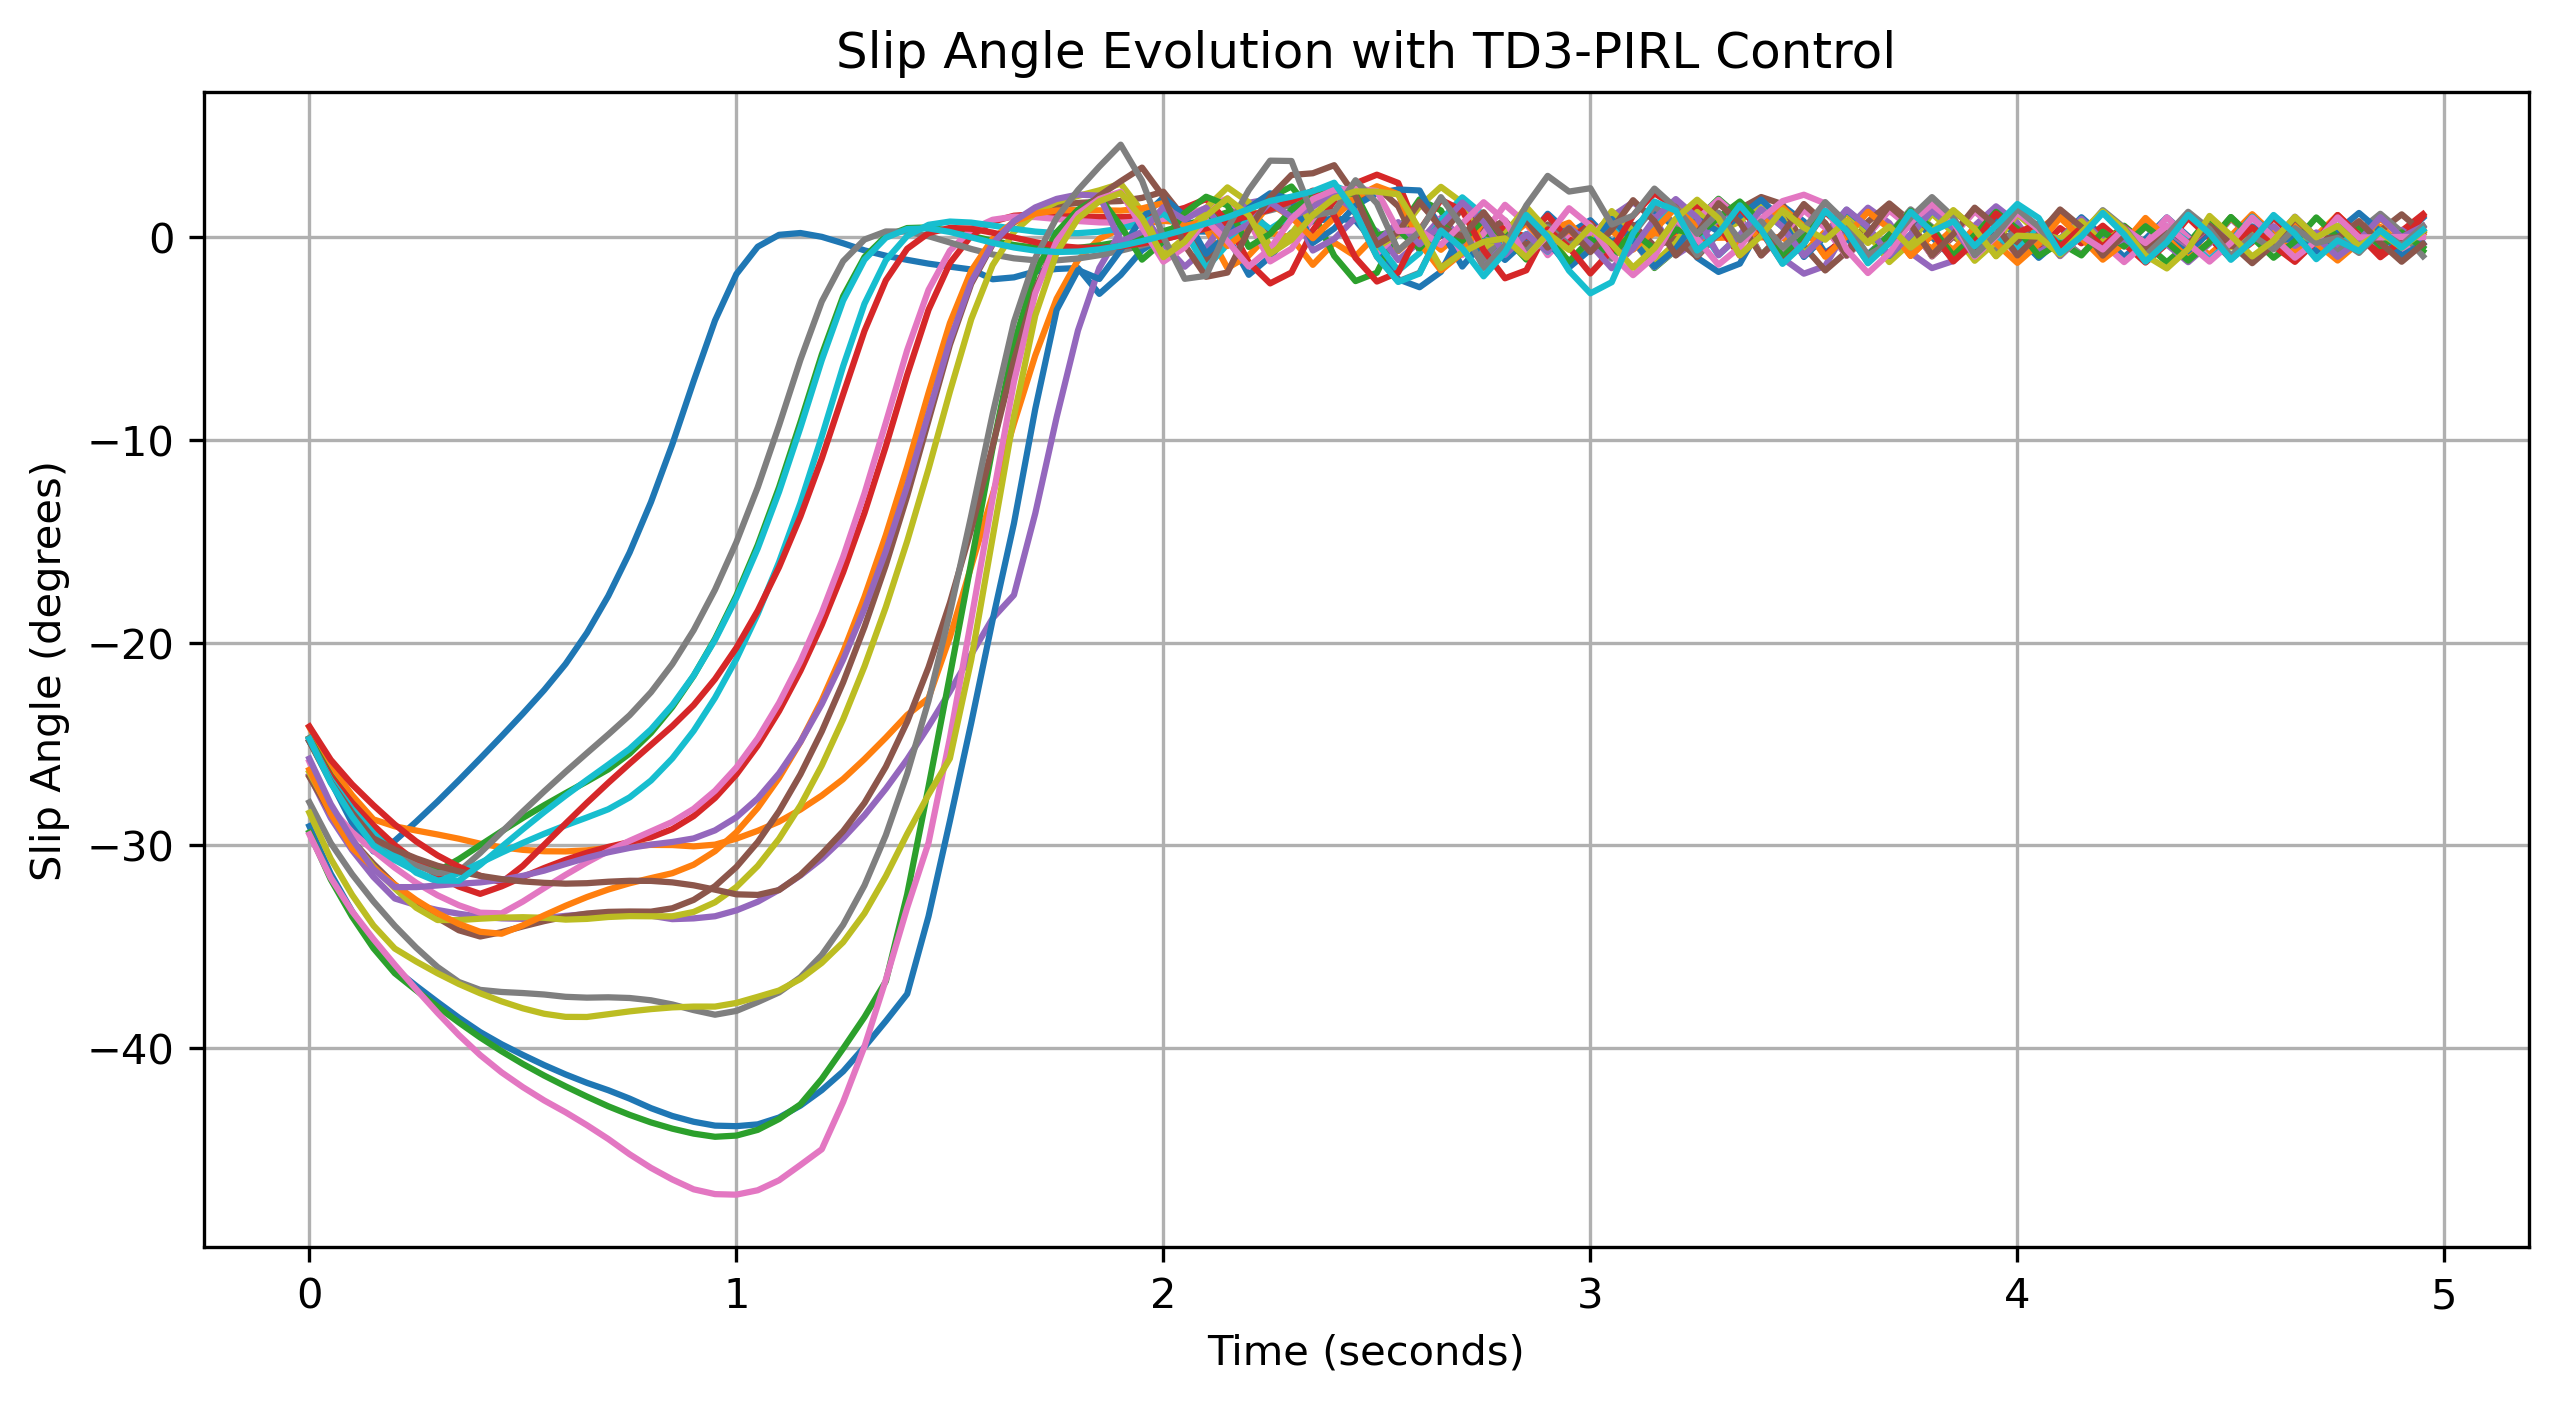 Slip Angle Evolution with TD3-PIRL Control
Slip Angle (degrees)
0
−10
−20
−30
−40
0 1 2 3 4 5
Time (seconds)